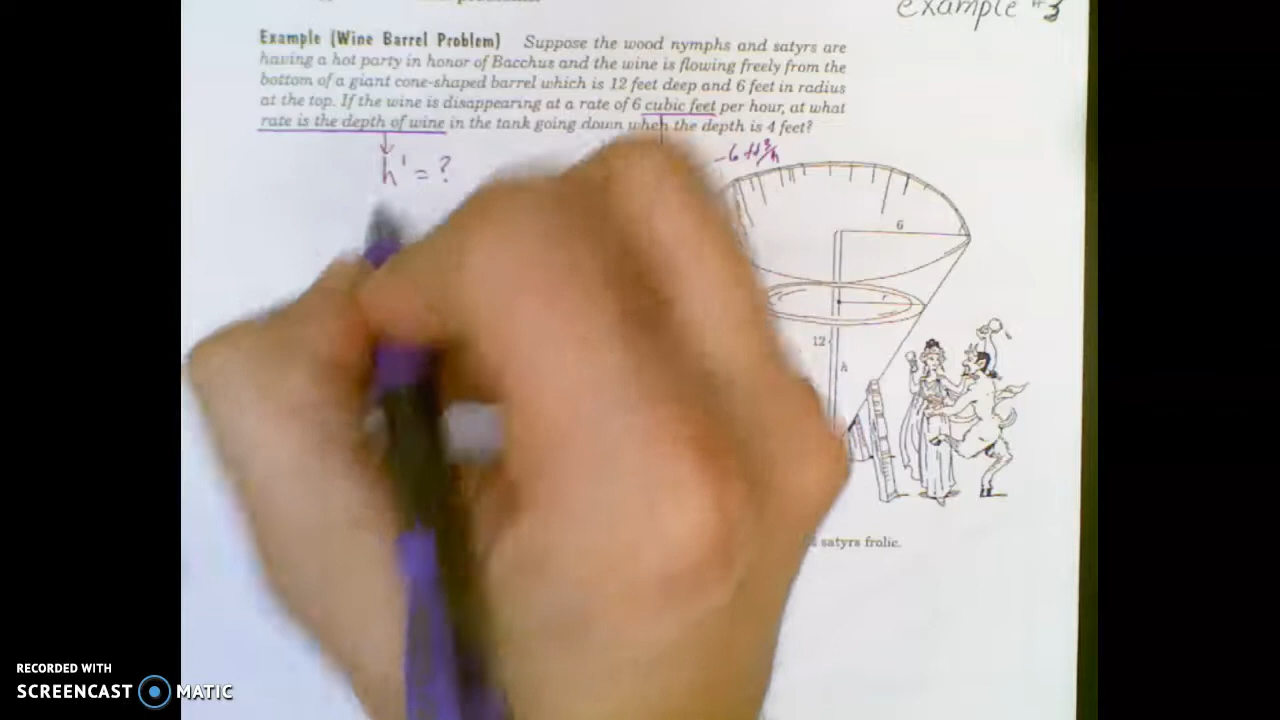 example #3
Example (Wine Barrel Problem) Suppose the wood nymphs and satyrs are
having a hot party in honor of Bacchus and the wine is flowing freely from the
bottom of a giant cone-shaped barrel which is 12 feet deep and 6 feet in radius
at the top. If the wine is disappearing at a rate of 6 cubic feet per hour, at what
rate is the depth of wine in the tank going down when the depth is 4 feet?
h' = ?
-6 ft³/h
6
12
h
satyrs frolic.
RECORDED WITH
SCREENCAST MATIC